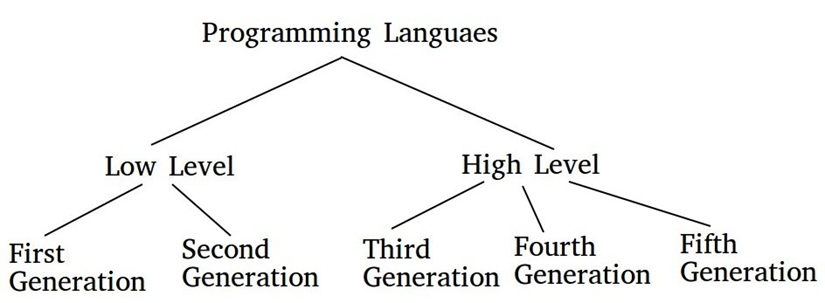 Programming Languaes
Low Level
High Level
First
Generation
Second
Generation
Third
Generation
Fourth
Generation
Fifth
Generation